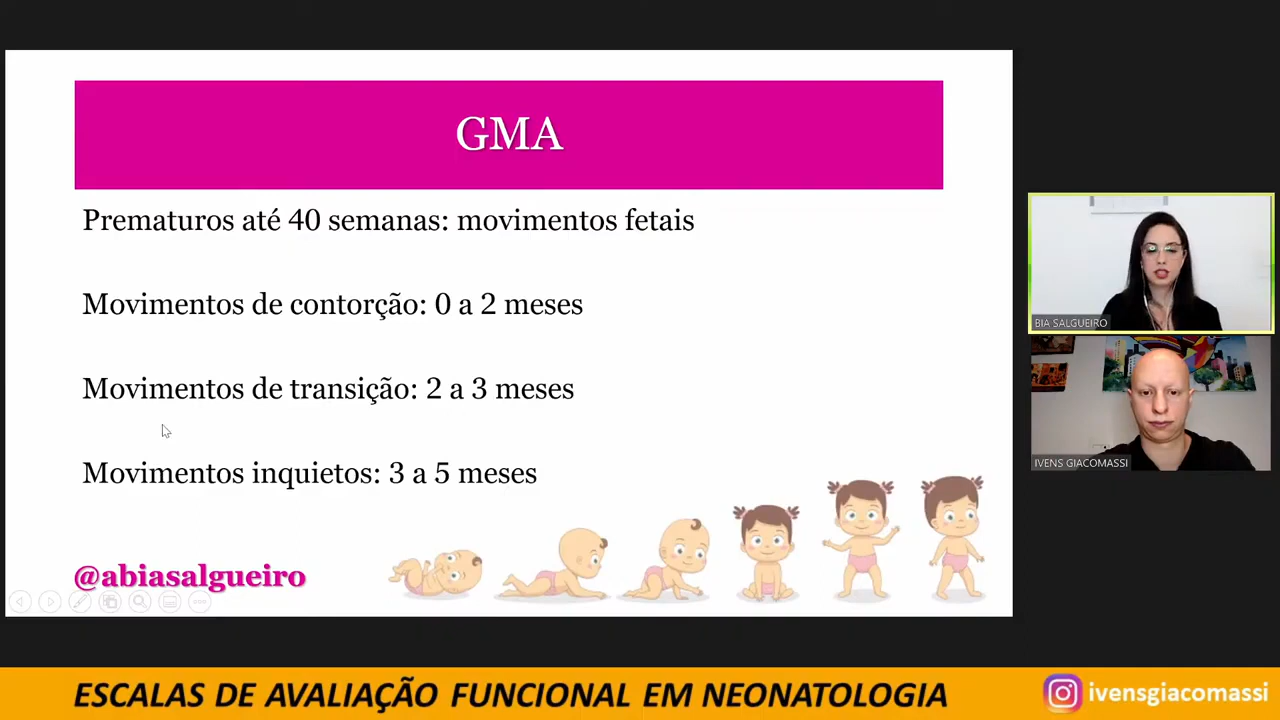 GMA
Prematuros até 40 semanas: movimentos fetais
Movimentos de contorção: 0 a 2 meses
Movimentos de transição: 2 a 3 meses
Movimentos inquietos: 3 a 5 meses
@abiasalgueiro
BIA SALGUEIRO
IVENS GIACOMASSI
ESCALAS DE AVALIAÇÃO FUNCIONAL EM NEONATOLOGIA
ivensgiacomassi